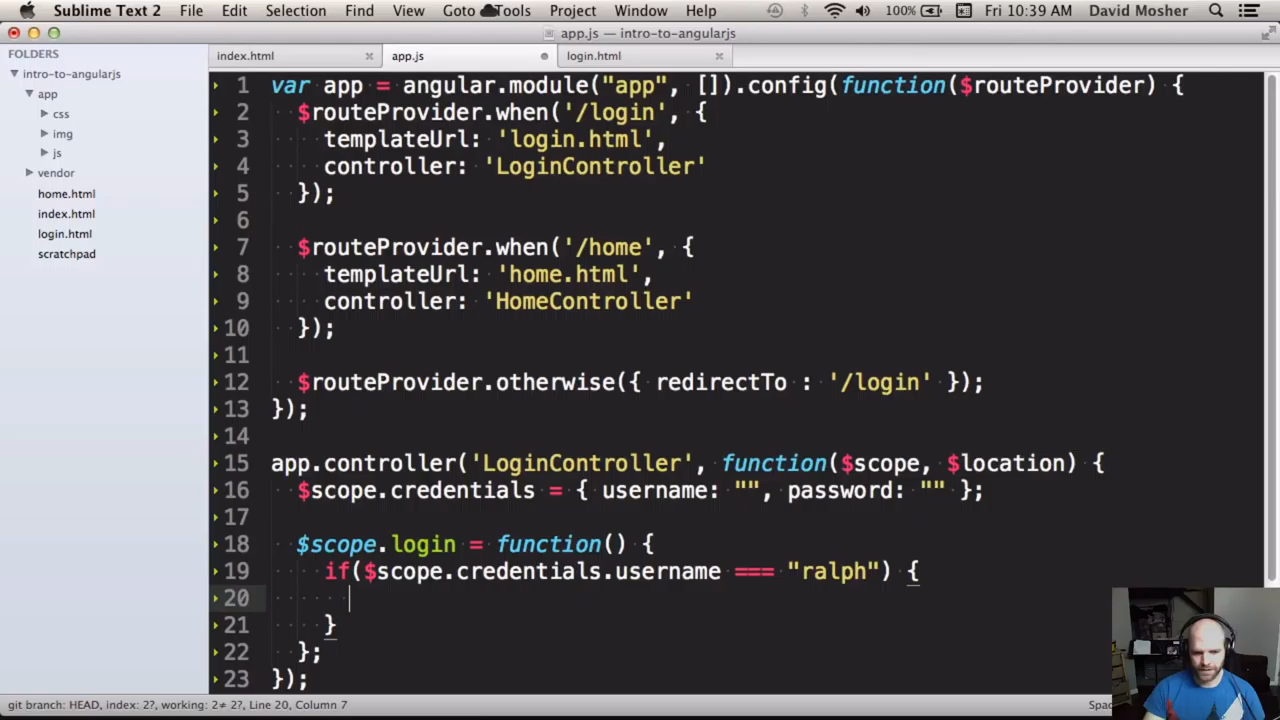 Sublime Text 2 File Edit Selection Find View Goto Tools Project Window Help 100% Fri 10:39 AM David Mosher
app.js — intro-to-angularjs
FOLDERS
intro-to-angularjs
app
css
img
js
vendor
home.html
index.html
login.html
scratchpad
index.html app.js login.html
1 var app = angular.module("app", []).config(function($routeProvider) {
2 $routeProvider.when('/login', {
3 templateUrl: 'login.html',
4 controller: 'LoginController'
5 });
6
7 $routeProvider.when('/home', {
8 templateUrl: 'home.html',
9 controller: 'HomeController'
10 });
11
12 $routeProvider.otherwise({ redirectTo : '/login' });
13 });
14
15 app.controller('LoginController', function($scope, $location) {
16 $scope.credentials = { username: "", password: "" };
17
18 $scope.login = function() {
19 if($scope.credentials.username === "ralph") {
20
21 }
22 };
23 });
git branch: HEAD, index: 2?, working: 2≠ 2?, Line 20, Column 7